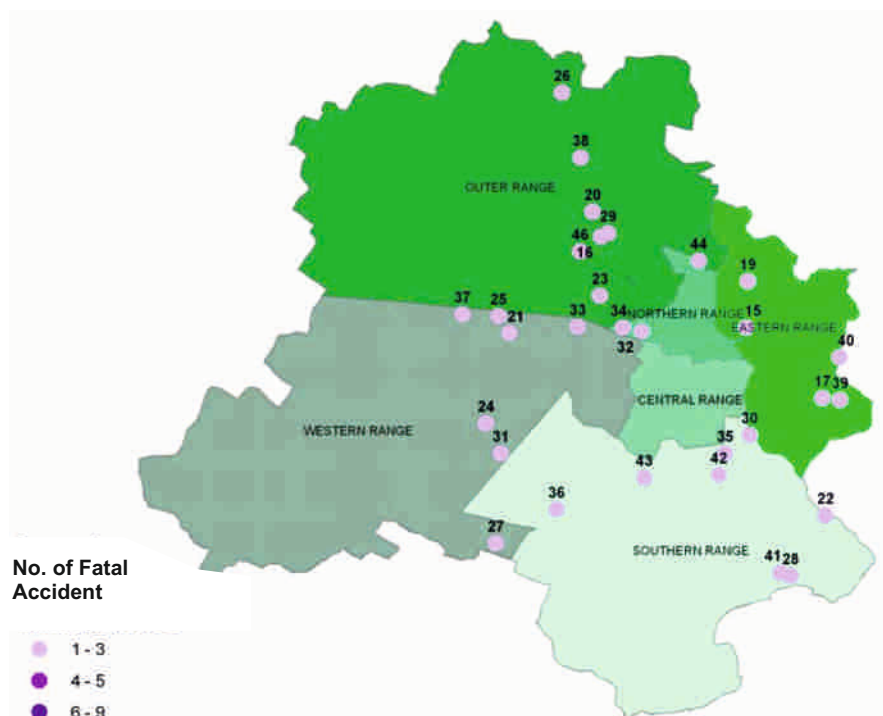 26
38
OUTER RANGE
20
29
46
16
44
19
23
37
25
21
33
34
NORTHERN RANGE
15
32
EASTERN RANGE
40
CENTRAL RANGE
17
39
24
WESTERN RANGE
31
30
35
43
42
36
22
27
SOUTHERN RANGE
41
28
No. of Fatal
Accident
1 - 3
4 - 5
6 - 9